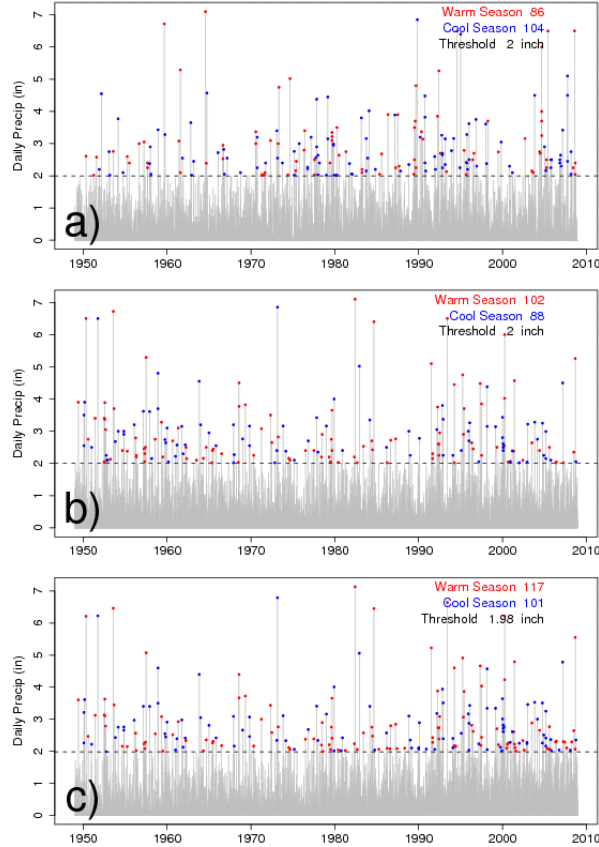 Warm Season 86
Cool Season 104
Threshold 2 inch
Daily Precip (in)
7
6
5
4
3
2
1
0
a)
1950 1960 1970 1980 1990 2000 2010
Warm Season 102
Cool Season 88
Threshold 2 inch
Daily Precip (in)
7
6
5
4
3
2
1
0
b)
1950 1960 1970 1980 1990 2000 2010
Warm Season 117
Cool Season 101
Threshold 1.98 inch
Daily Precip (in)
7
6
5
4
3
2
1
0
c)
1950 1960 1970 1980 1990 2000 2010